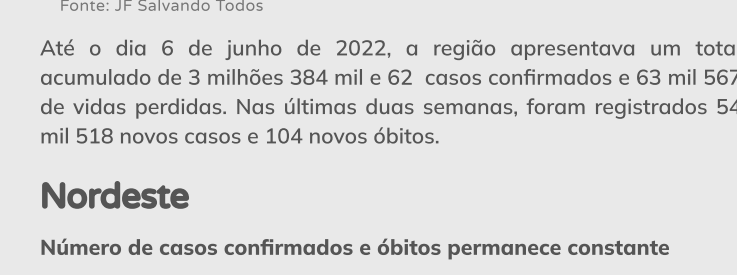 Fonte: JF Salvando Todos
Até o dia 6 de junho de 2022, a região apresentava um tota
acumulado de 3 milhões 384 mil e 62 casos confirmados e 63 mil 567
de vidas perdidas. Nas últimas duas semanas, foram registrados 54
mil 518 novos casos e 104 novos óbitos.
Nordeste
Número de casos confirmados e óbitos permanece constante